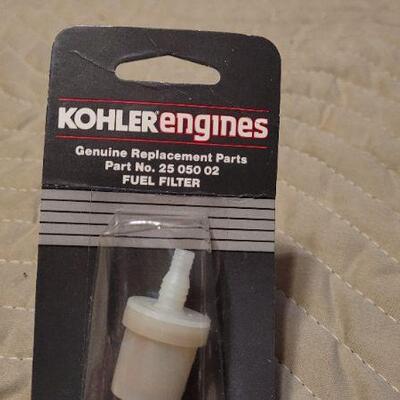 KOHLER engines
Genuine Replacement Parts
Part No. 25 050 02
FUEL FILTER